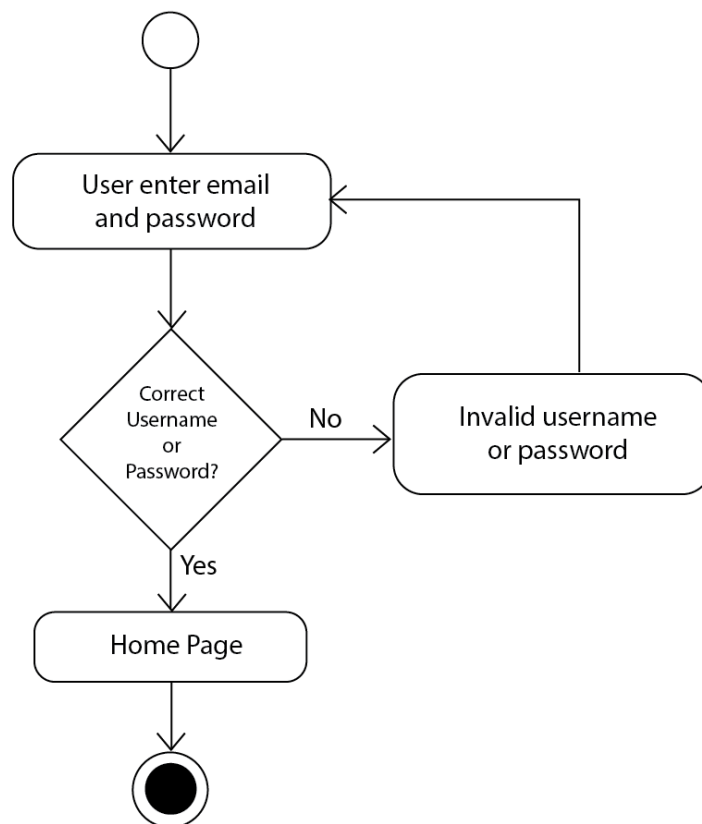 User enter email
and password
Correct
Username
or
Password?
No
Invalid username
or password
Yes
Home Page